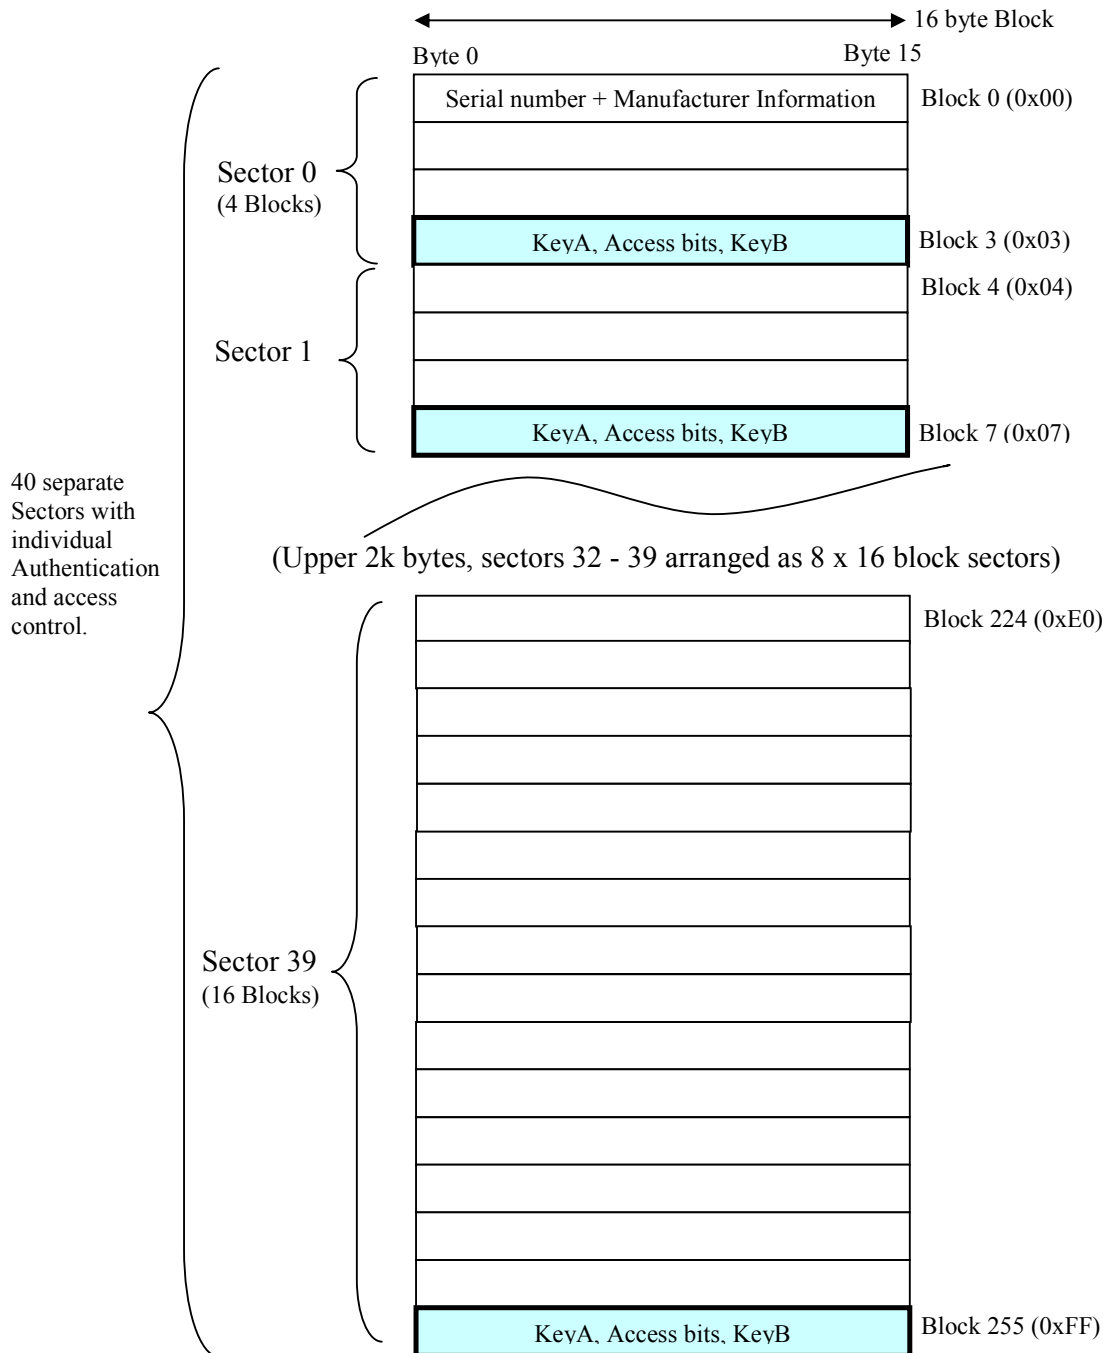 16 byte Block
Byte 0
Byte 15
Serial number + Manufacturer Information
Block 0 (0x00)
Sector 0
(4 Blocks)
KeyA, Access bits, KeyB
Block 3 (0x03)
Block 4 (0x04)
Sector 1
KeyA, Access bits, KeyB
Block 7 (0x07)
40 separate
Sectors with
individual
Authentication
and access
control.
(Upper 2k bytes, sectors 32 - 39 arranged as 8 x 16 block sectors)
Block 224 (0xE0)
Sector 39
(16 Blocks)
KeyA, Access bits, KeyB
Block 255 (0xFF)